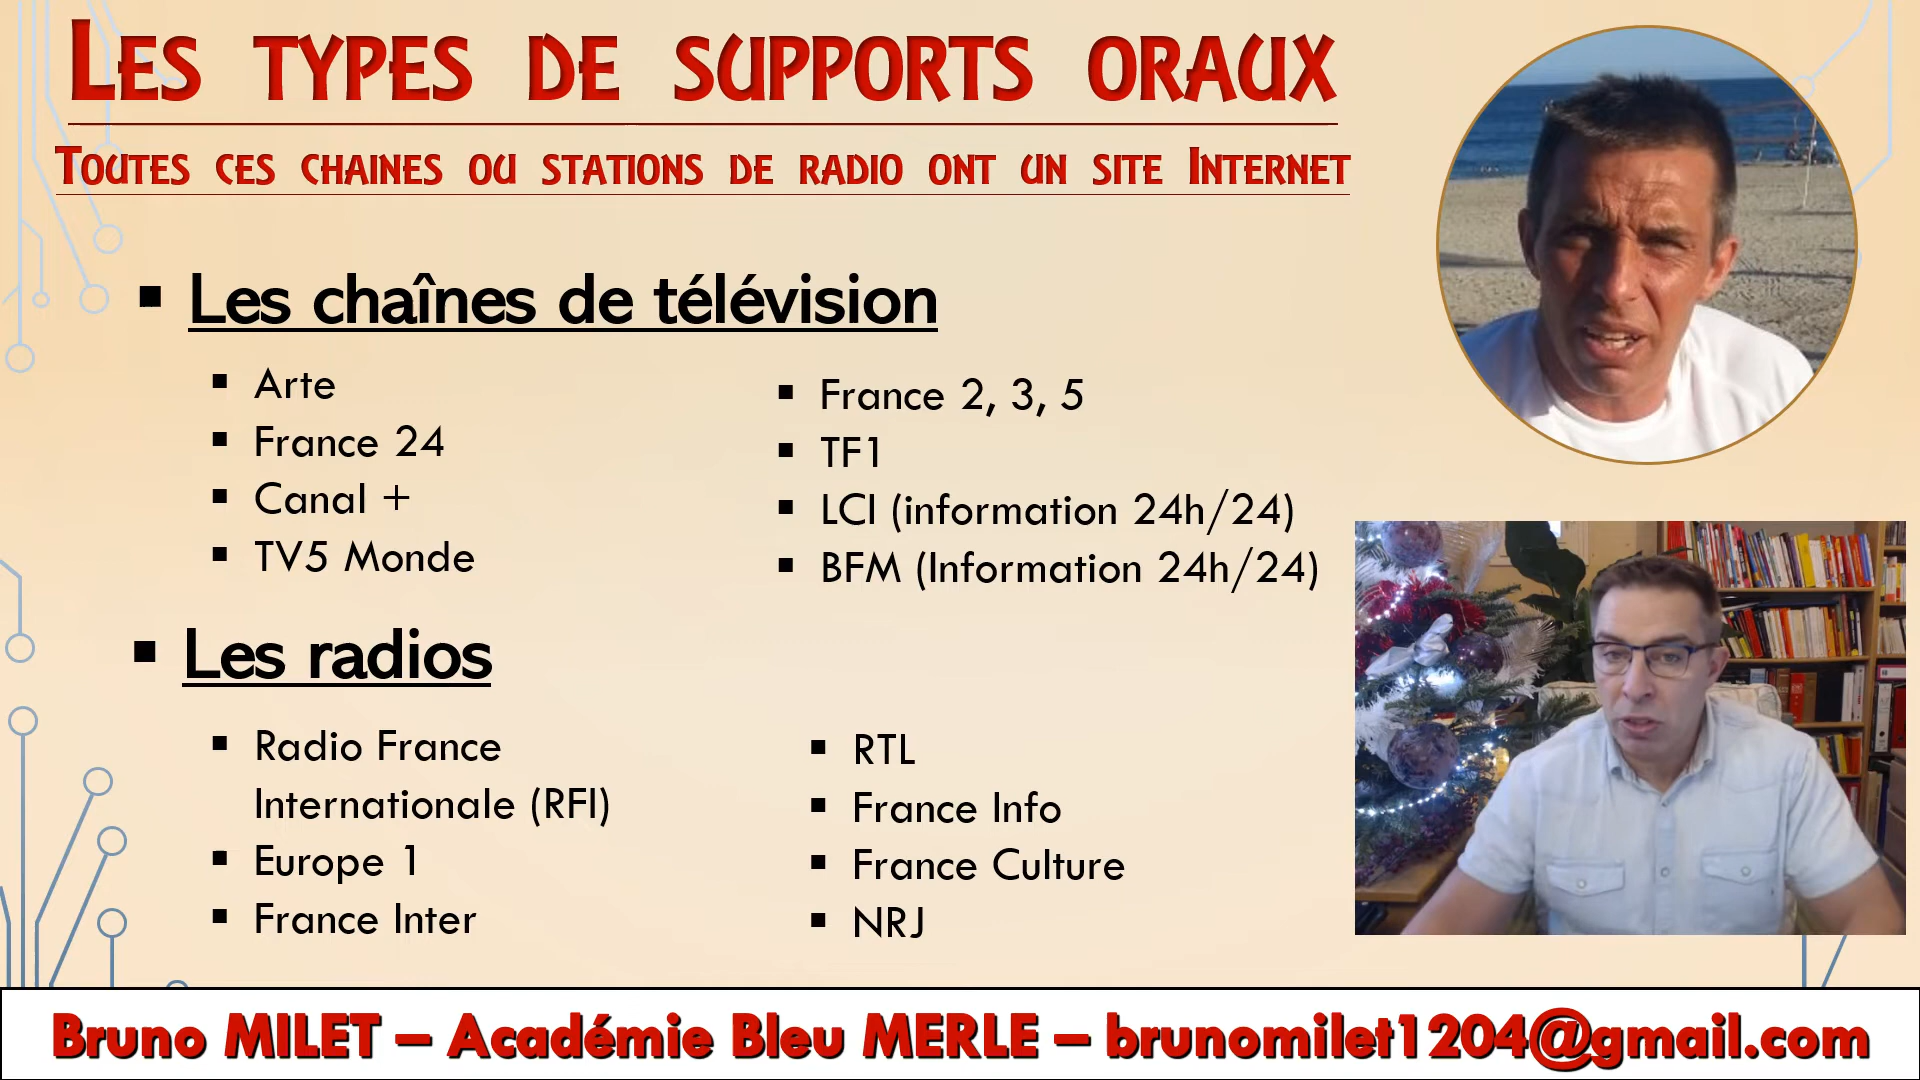 Les types de supports oraux
Toutes ces chaines ou stations de radio ont un site Internet
▪ Les chaînes de télévision
▪ Arte
▪ France 24
▪ Canal +
▪ TV5 Monde
▪ France 2, 3, 5
▪ TF1
▪ LCI (information 24h/24)
▪ BFM (Information 24h/24)
▪ Les radios
▪ Radio France
Internationale (RFI)
▪ Europe 1
▪ France Inter
▪ RTL
▪ France Info
▪ France Culture
▪ NRJ
Bruno MILET – Académie Bleu MERLE – brunomilet1204@gmail.com